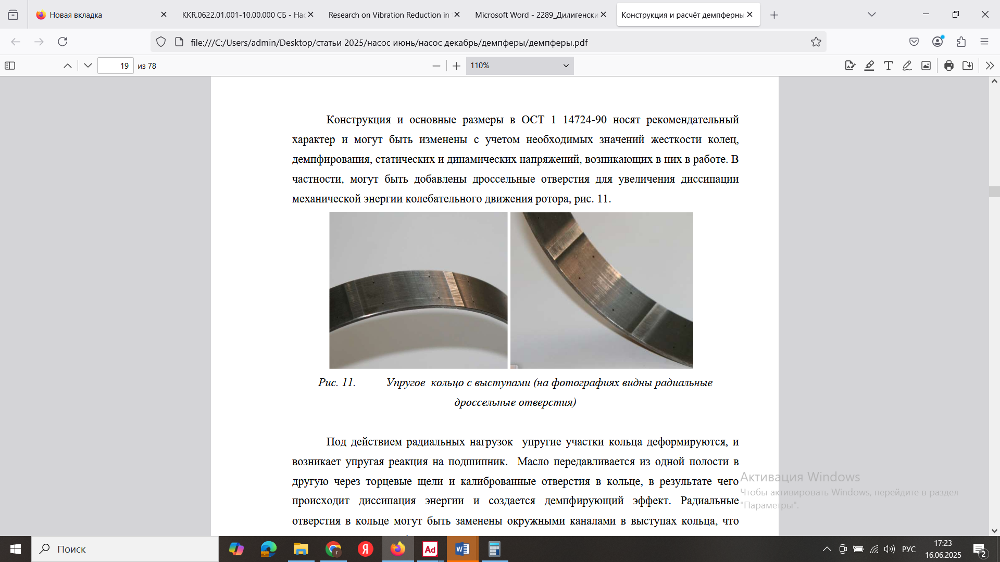 Новая вкладка
KKR.0622.01.001-10.00.000 СБ - Нас
Research on Vibration Reduction in
Microsoft Word - 2289_Дилигенски
Конструкция и расчёт демпферны
file:///C:/Users/admin/Desktop/статьи 2025/насос июнь/насос декабрь/демпферы/демпферы.pdf
19 из 78
110%
Конструкция и основные размеры в ОСТ 1 14724-90 носят рекомендательный
характер и могут быть изменены с учетом необходимых значений жесткости колец,
демпфирования, статических и динамических напряжений, возникающих в них в работе. В
частности, могут быть добавлены дроссельные отверстия для увеличения диссипации
механической энергии колебательного движения ротора, рис. 11.
Рис. 11. Упругое кольцо с выступами (на фотографиях видны радиальные
дроссельные отверстия)
Под действием радиальных нагрузок упругие участки кольца деформируются, и
возникает упругая реакция на подшипник. Масло передавливается из одной полости в
другую через торцевые щели и калиброванные отверстия в кольце, в результате чего
происходит диссипация энергии и создается демпфирующий эффект. Радиальные
отверстия в кольце могут быть заменены окружными каналами в выступах кольца, что
Активация Windows
Чтобы активировать Windows, перейдите в раздел
"Параметры".
Поиск
Я
Ad
W
РУС
17:23
16.06.2025
2